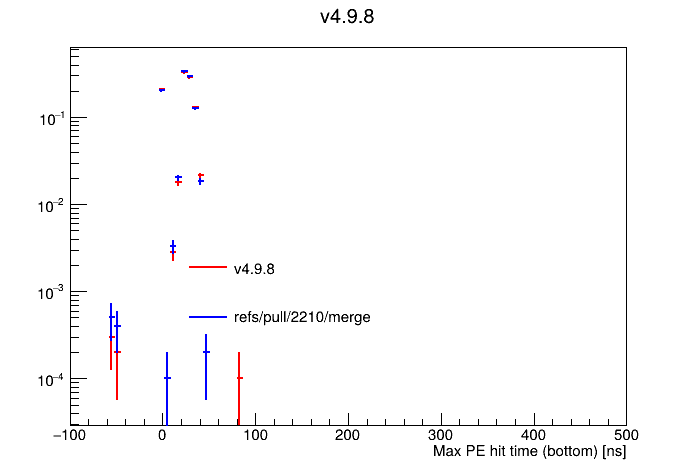 v4.9.8
10⁻¹
10⁻²
10⁻³
10⁻⁴
v4.9.8
refs/pull/2210/merge
−100 0 100 200 300 400 500
Max PE hit time (bottom) [ns]